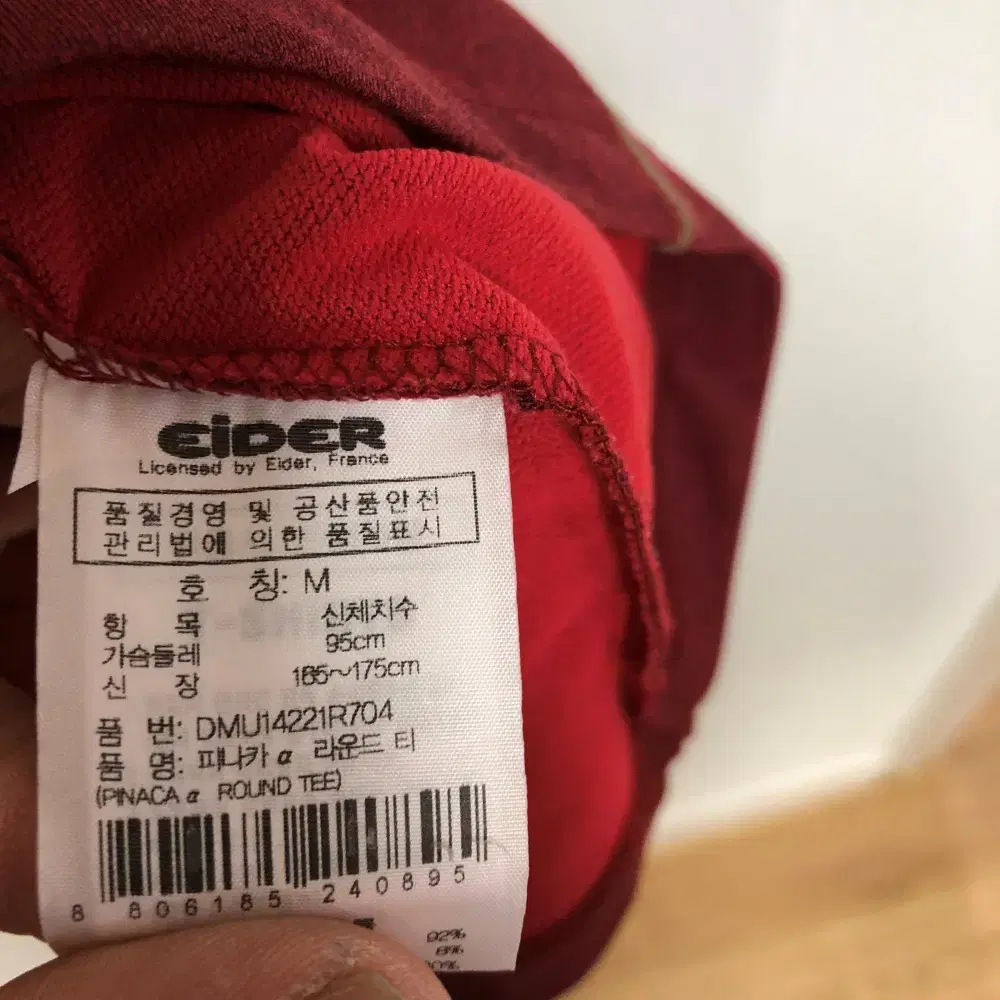 EiDER
Licensed by Eider, France
품질경영 및 공산품안전
관리법에 의한 품질표시
호 칭: M
항 목 신체치수
가슴둘레 95cm
신 장 165~175cm
품 번: DMU14221R704
품 명: 피나카 α 라운드 티
(PINACA α ROUND TEE)
8 806185 240895
92%
8%